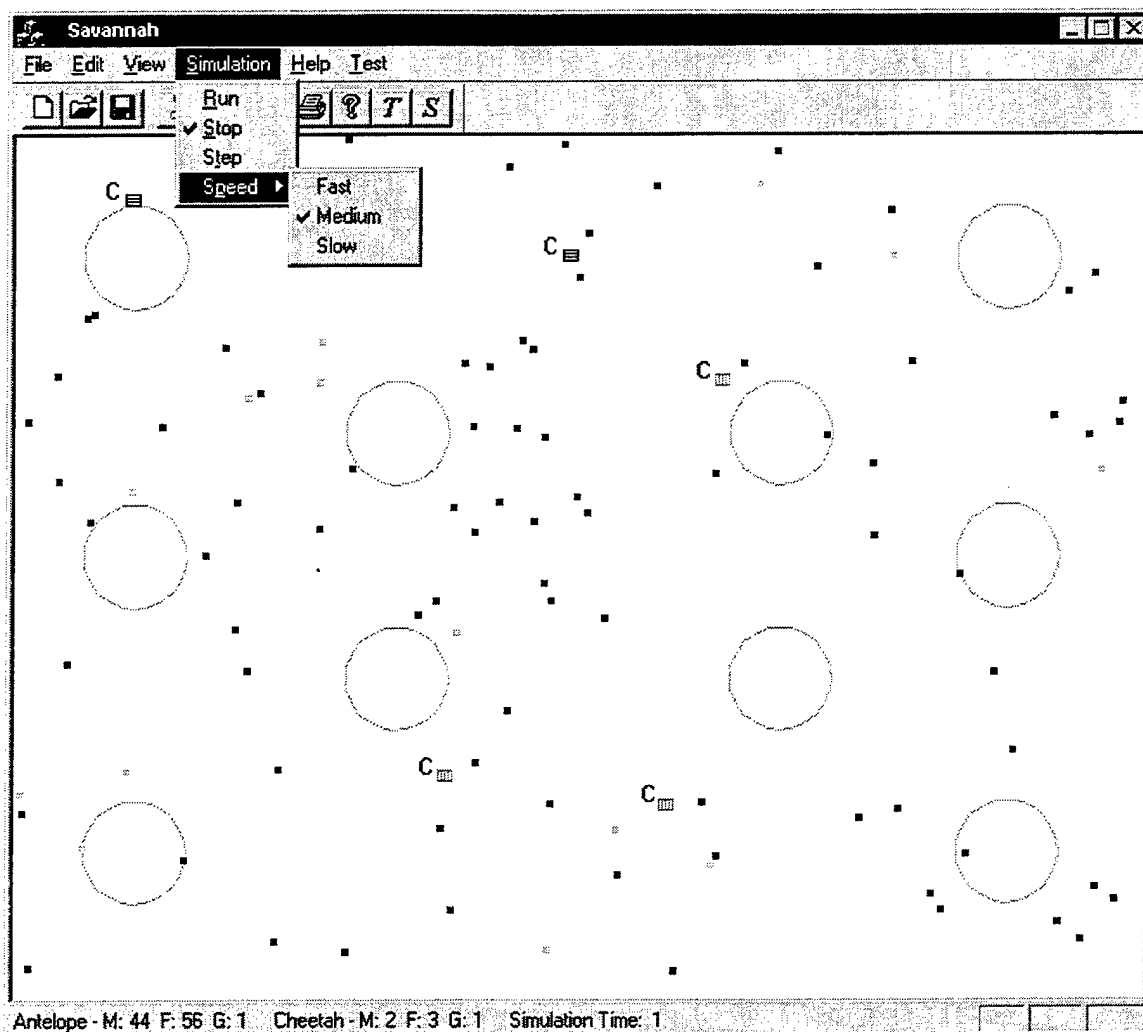 Savannah
File Edit View Simulation Help Test
T S
Run
Stop
Step
Speed
Fast
Medium
Slow
C
C
C
C
C
Antelope - M: 44 F: 56 G: 1 Cheetah - M: 2 F: 3 G: 1 Simulation Time: 1